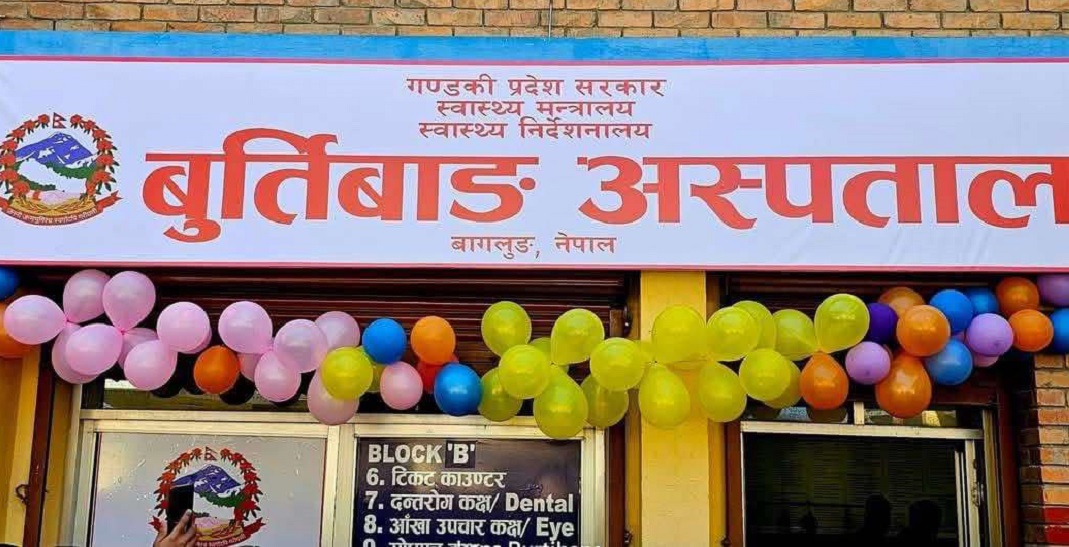 गण्डकी प्रदेश सरकार
स्वास्थ्य मन्त्रालय
स्वास्थ्य निर्देशनालय
बुर्तिबाङ अस्पताल
बागलुङ, नेपाल
BLOCK 'B'
6. टिकट काउण्टर
7. दन्तरोग कक्ष/ Dental
8. आँखा उपचार कक्ष/ Eye
9.